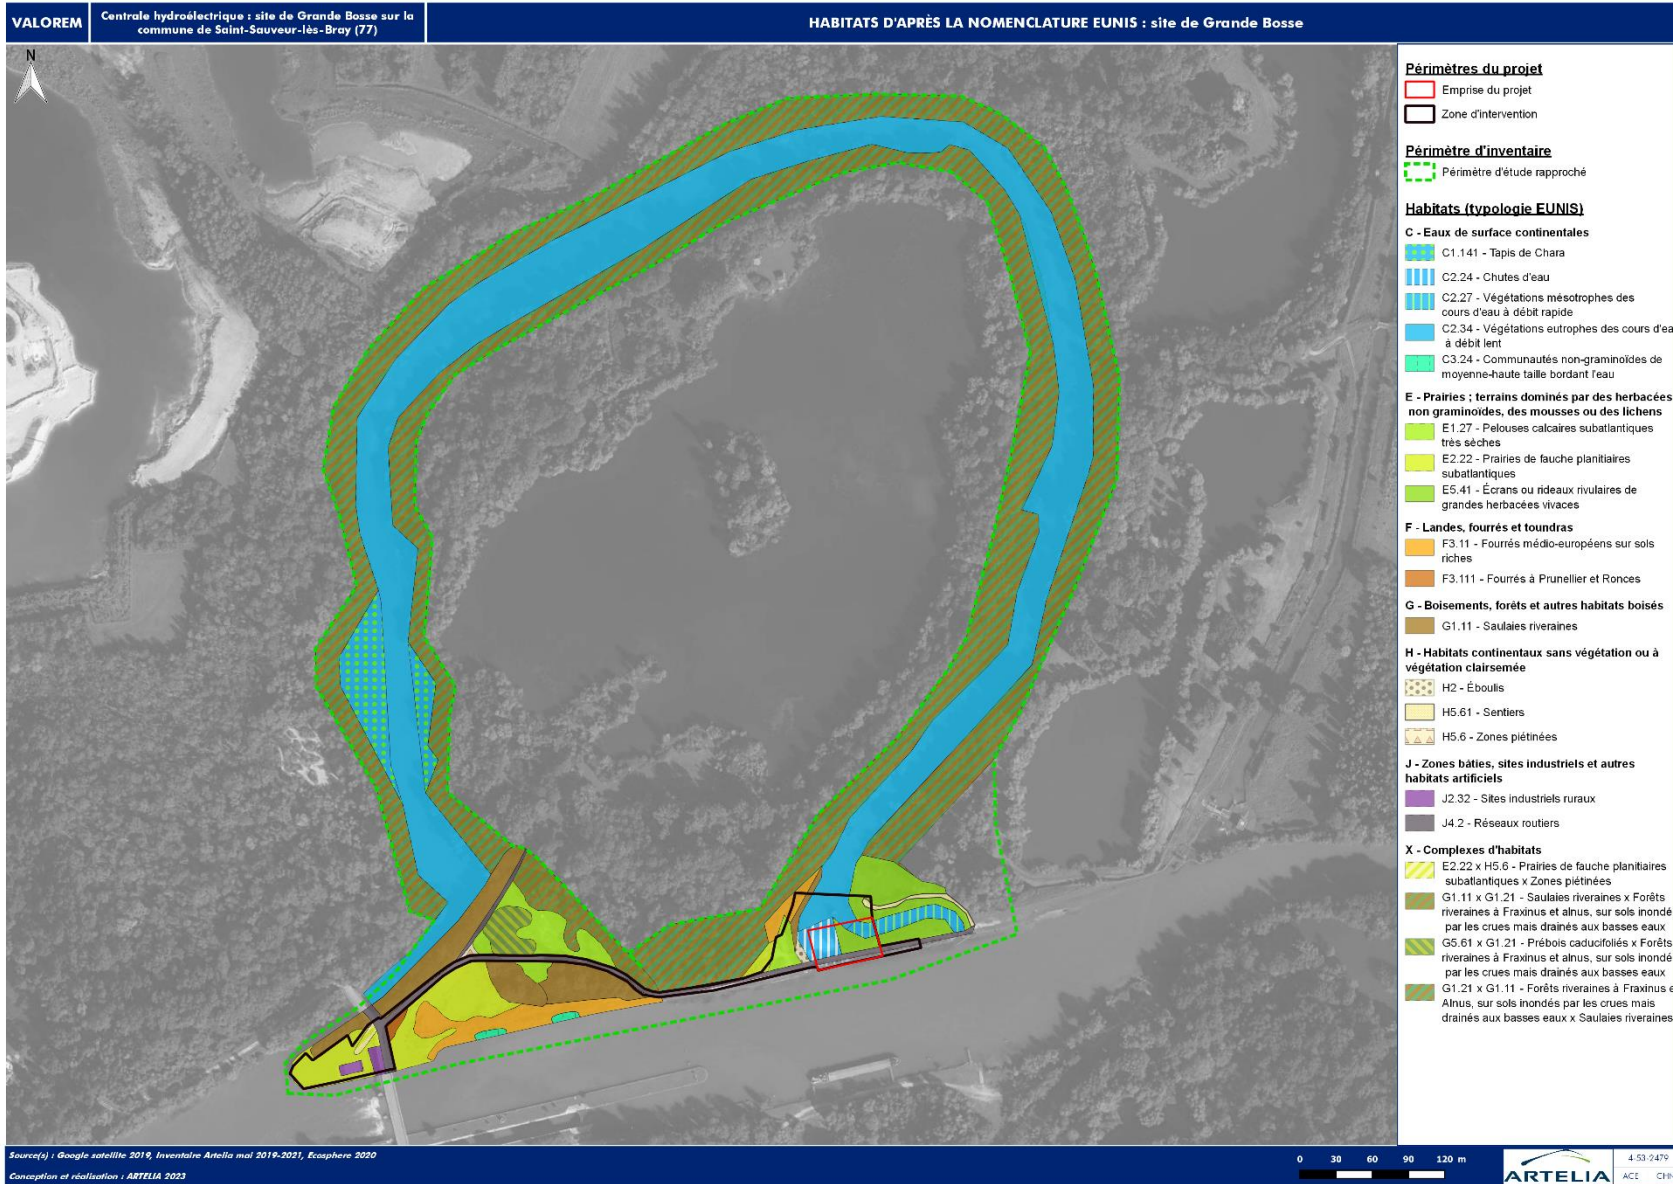 VALOREM
Centrale hydroélectrique : site de Grande Bosse sur la
commune de Saint-Sauveur-lès-Bray (77)
HABITATS D'APRÈS LA NOMENCLATURE EUNIS : site de Grande Bosse
N
Périmètres du projet
Emprise du projet
Zone d'intervention
Périmètre d'inventaire
Périmètre d'étude rapproché
Habitats (typologie EUNIS)
C - Eaux de surface continentales
C1.141 - Tapis de Chara
C2.24 - Chutes d'eau
C2.27 - Végétations mésotrophes des
cours d'eau à débit rapide
C2.34 - Végétations eutrophes des cours d'ea
à débit lent
C3.24 - Communautés non-graminoïdes de
moyenne-haute taille bordant l'eau
E - Prairies ; terrains dominés par des herbacées
non graminoïdes, des mousses ou des lichens
E1.27 - Pelouses calcaires subatlantiques
très sèches
E2.22 - Prairies de fauche planitiaires
subatlantiques
E5.41 - Écrans ou rideaux rivulaires de
grandes herbacées vivaces
F - Landes, fourrés et toundras
F3.11 - Fourrés médio-européens sur sols
riches
F3.111 - Fourrés à Prunellier et Ronces
G - Boisements, forêts et autres habitats boisés
G1.11 - Saulaies riveraines
H - Habitats continentaux sans végétation ou à
végétation clairsemée
H2 - Éboulis
H5.61 - Sentiers
H5.6 - Zones piétinées
J - Zones bâties, sites industriels et autres
habitats artificiels
J2.32 - Sites industriels ruraux
J4.2 - Réseaux routiers
X - Complexes d'habitats
E2.22 x H5.6 - Prairies de fauche planitiaires
subatlantiques x Zones piétinées
G1.11 x G1.21 - Saulaies riveraines x Forêts
riveraines à Fraxinus et alnus, sur sols inondé
par les crues mais drainés aux basses eaux
G5.61 x G1.21 - Prébois caducifoliés x Forêts
riveraines à Fraxinus et alnus, sur sols inondé
par les crues mais drainés aux basses eaux
G1.21 x G1.11 - Forêts riveraines à Fraxinus e
Alnus, sur sols inondés par les crues mais
drainés aux basses eaux x Saulaies riveraines
Source(s) : Google satellite 2019, Inventaire Artelia mai 2019-2021, Ecosphere 2020
Conception et réalisation : ARTELIA 2023
0 30 60 90 120 m
ARTELIA
4-53-2479
ACE CHN